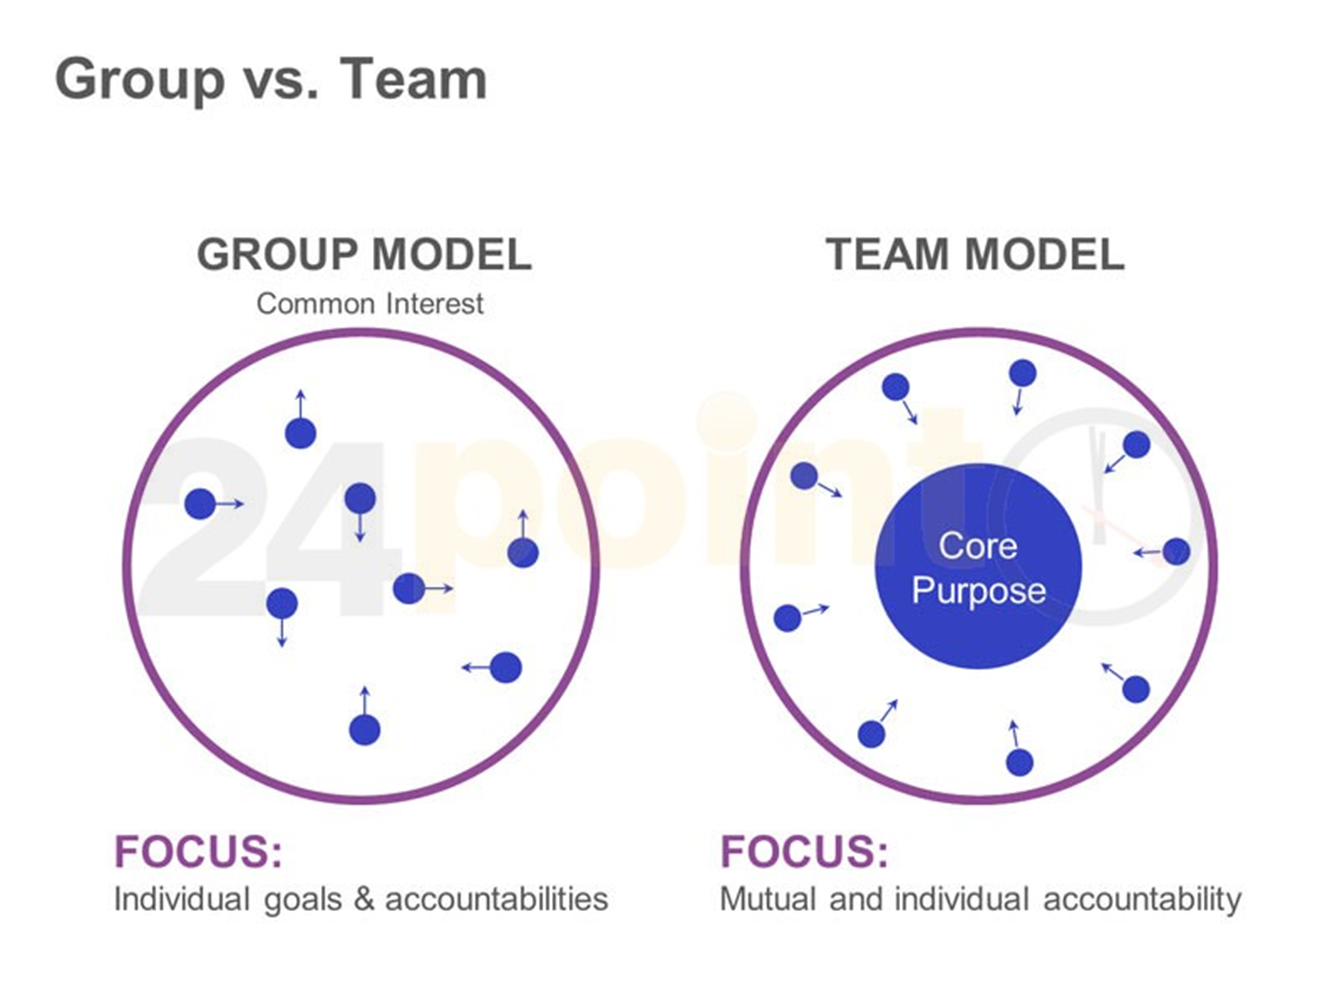 Group vs. Team
GROUP MODEL
Common Interest
TEAM MODEL
24point
Core
Purpose
FOCUS:
Individual goals & accountabilities
FOCUS:
Mutual and individual accountability